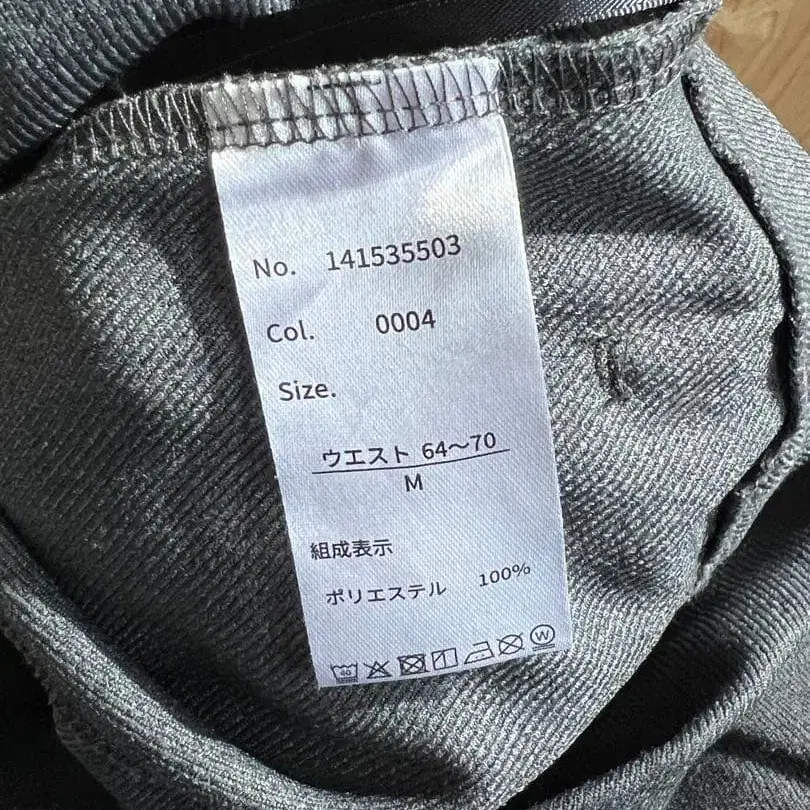 No. 141535503
Col. 0004
Size.
ウエスト 64～70
M
組成表示
ポリエステル 100%
40 W